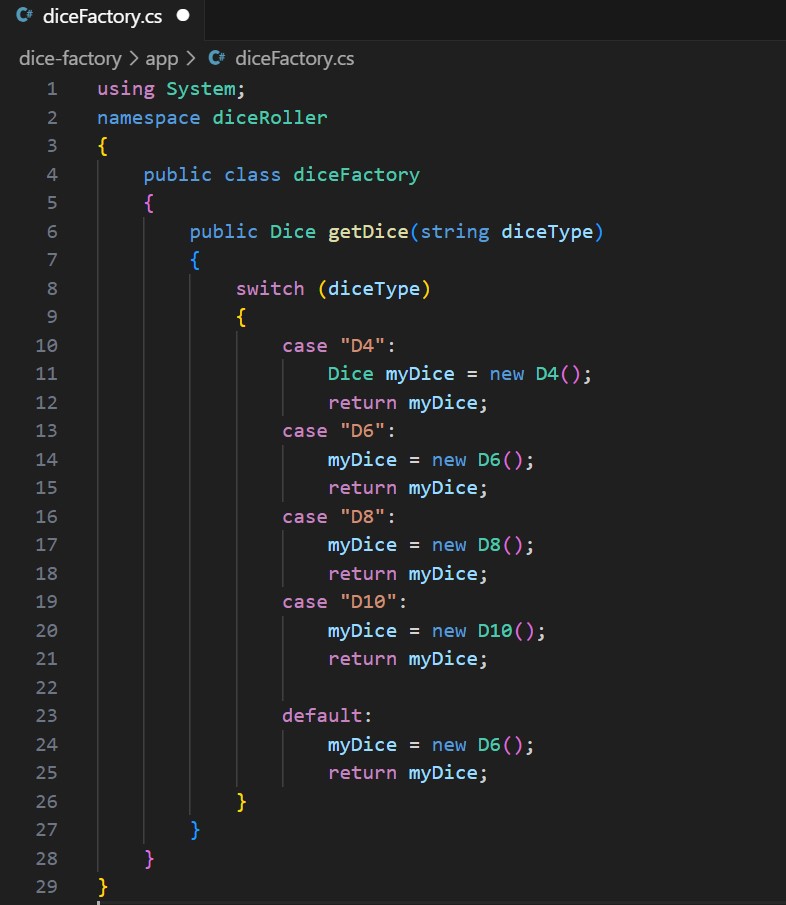 diceFactory.cs
dice-factory > app > diceFactory.cs
1 using System;
2 namespace diceRoller
3 {
4     public class diceFactory
5     {
6         public Dice getDice(string diceType)
7         {
8             switch (diceType)
9             {
10                 case "D4":
11                     Dice myDice = new D4();
12                     return myDice;
13                 case "D6":
14                     myDice = new D6();
15                     return myDice;
16                 case "D8":
17                     myDice = new D8();
18                     return myDice;
19                 case "D10":
20                     myDice = new D10();
21                     return myDice;
22
23                 default:
24                     myDice = new D6();
25                     return myDice;
26             }
27         }
28     }
29 }